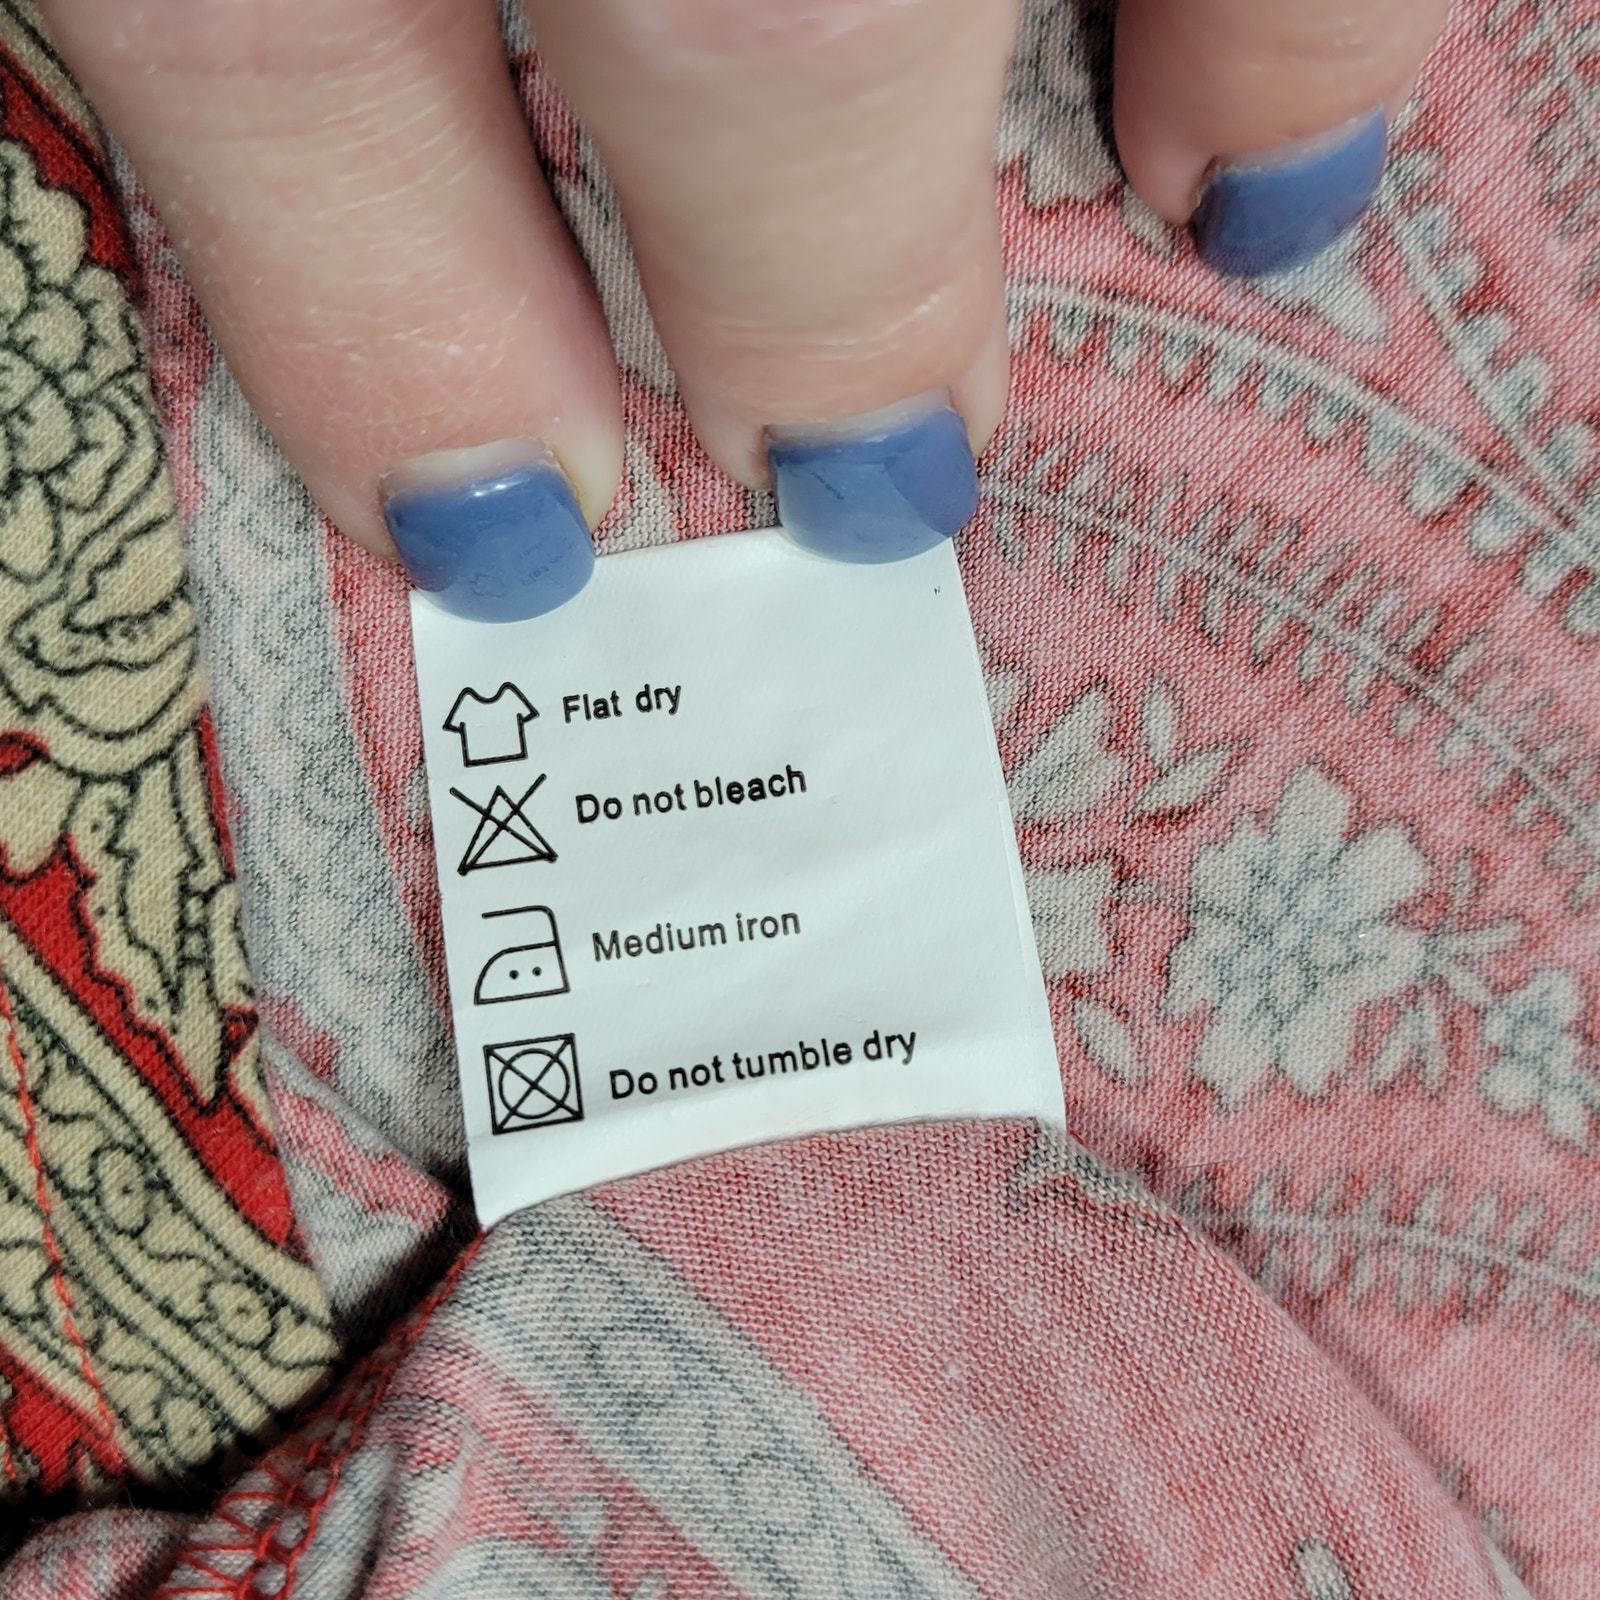 Flat dry
Do not bleach
Medium iron
Do not tumble dry